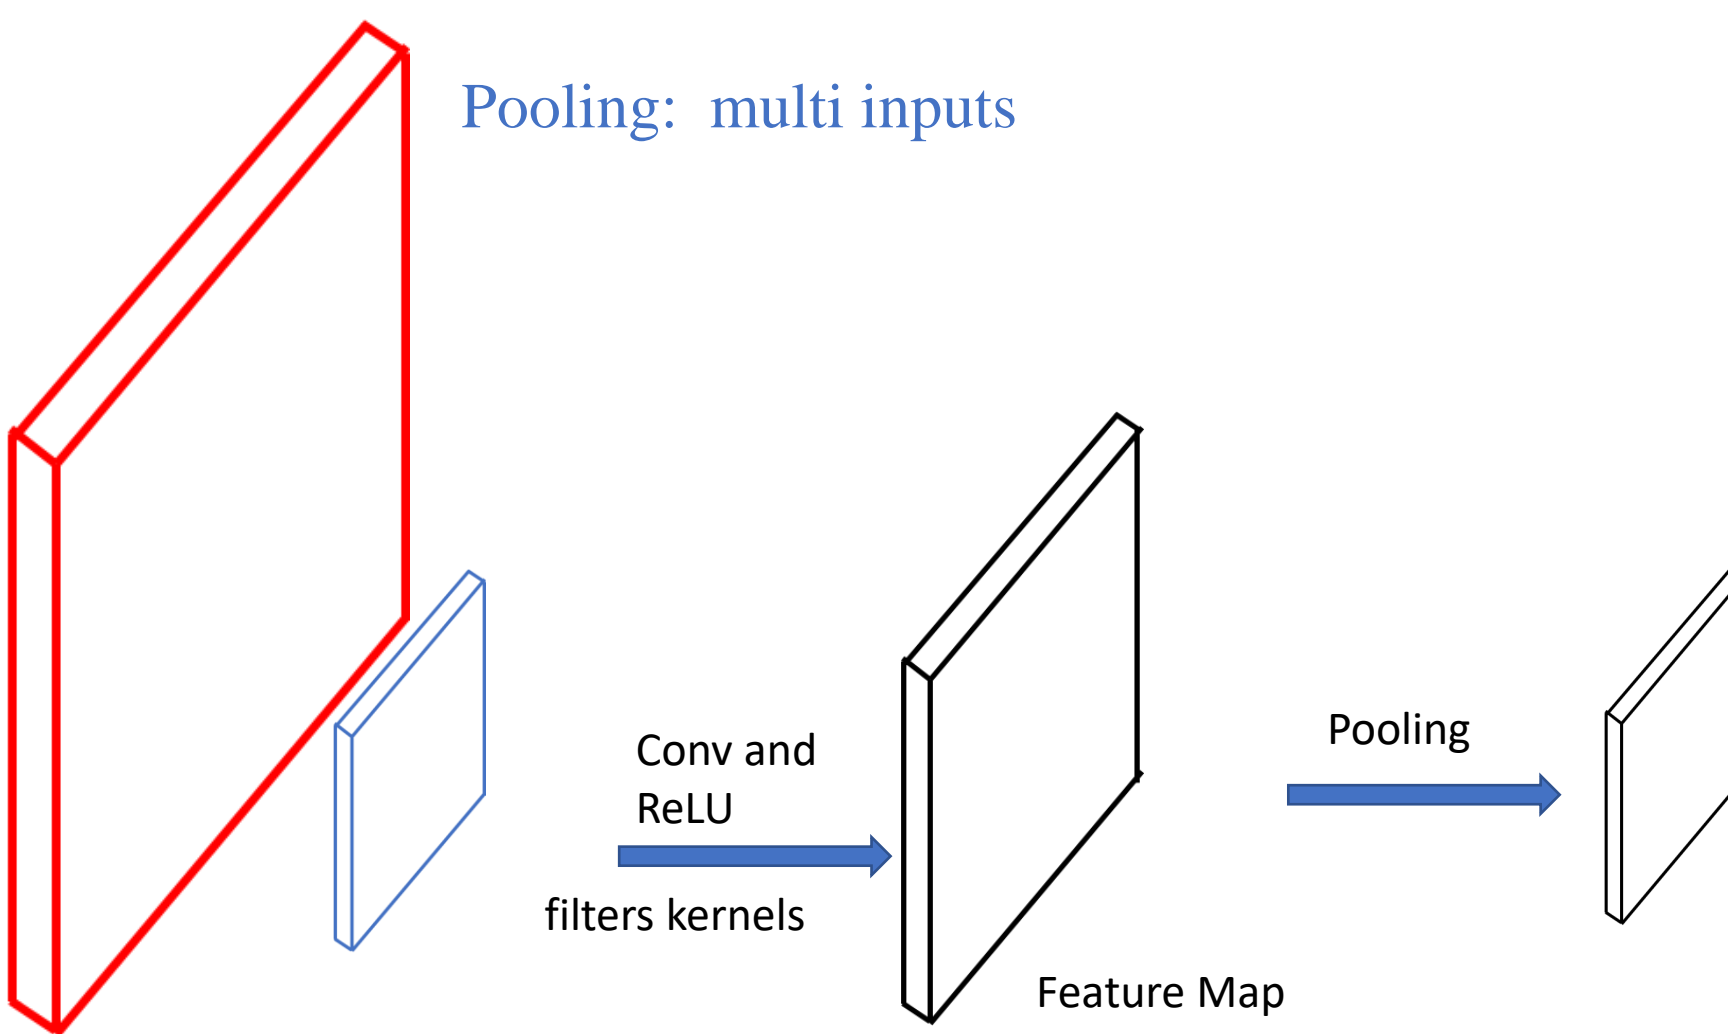 Pooling: multi inputs
Conv and
ReLU
filters kernels
Feature Map
Pooling